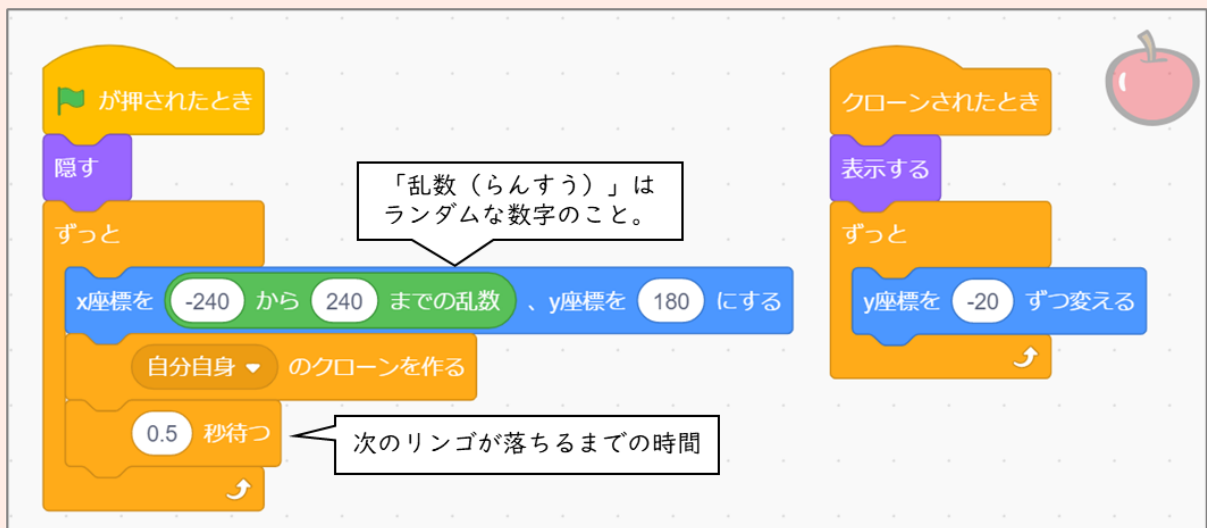 が押されたとき
隠す
ずっと
x座標を -240 から 240 までの乱数 、y座標を 180 にする
自分自身 のクローンを作る
0.5 秒待つ
「乱数（らんすう）」は
ランダムな数字のこと。
次のリンゴが落ちるまでの時間
クローンされたとき
表示する
ずっと
y座標を -20 ずつ変える